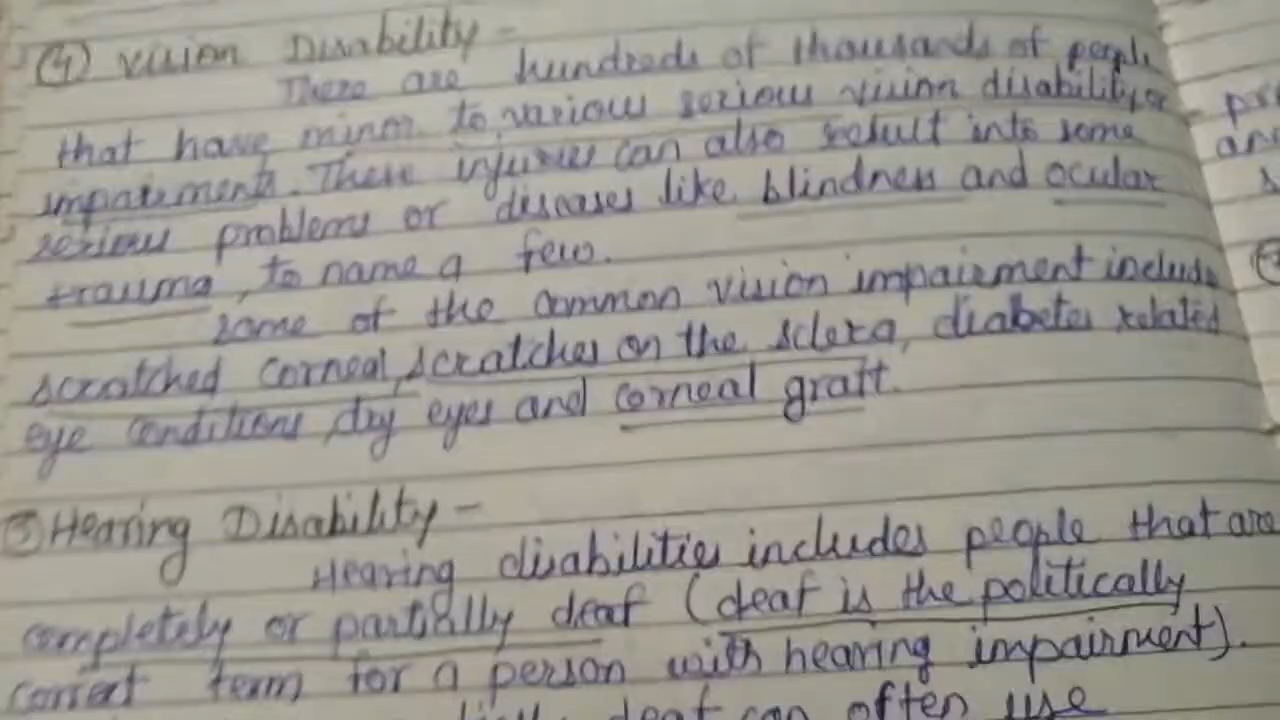 (4) Vision Disability -
There are hundreds of thousands of people
that have minor to various serious vision disability or
impairments. These injuries can also result into some
serious problems or diseases like blindness and ocular
trauma, to name a few.
Some of the common vision impairment include
scratched corneal, scratches on the sclera, diabetes related
eye conditions, dry eyes and corneal graft.
Hearing Disability -
Hearing disabilities includes people that are
completely or partially deaf (deaf is the politically
correct term for a person with hearing impairment).
deaf can often use